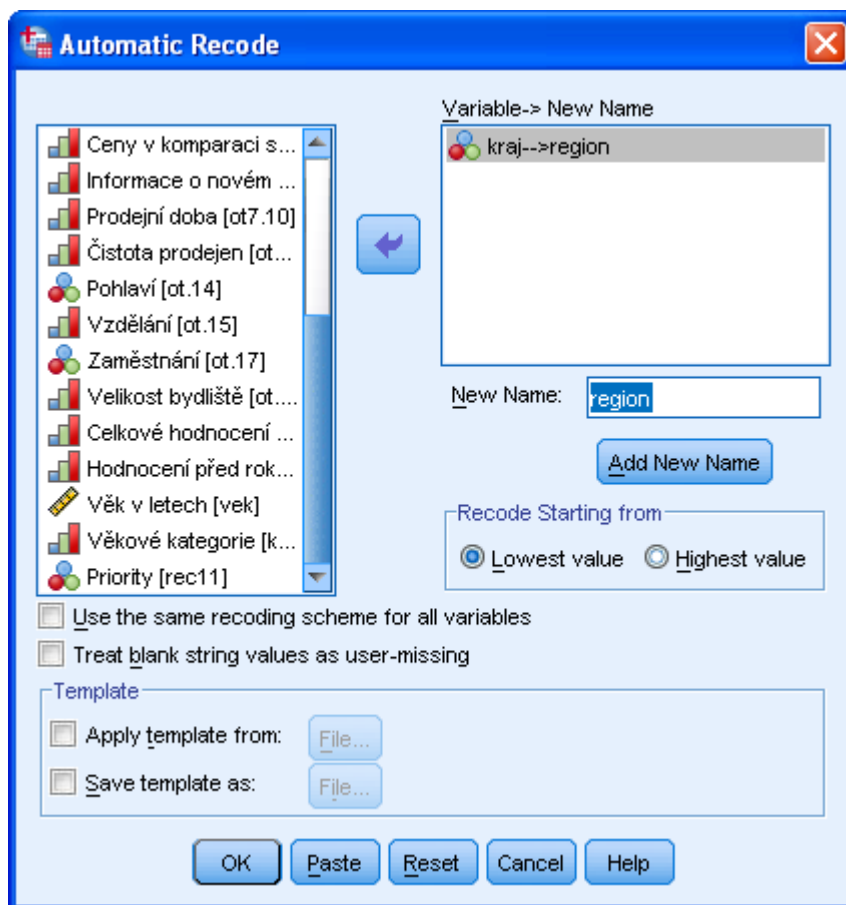 Automatic Recode
Ceny v komparaci s...
Informace o novém ...
Prodejní doba [ot7.10]
Čistota prodejen [ot...
Pohlaví [ot.14]
Vzdělání [ot.15]
Zaměstnání [ot.17]
Velikost bydliště [ot....
Celkové hodnocení ...
Hodnocení před rok...
Věk v letech [vek]
Věkové kategorie [k...
Priority [rec11]
Variable-> New Name
kraj-->region
New Name: region
Add New Name
Recode Starting from
Lowest value Highest value
Use the same recoding scheme for all variables
Treat blank string values as user-missing
Template
Apply template from: File...
Save template as: File...
OK Paste Reset Cancel Help